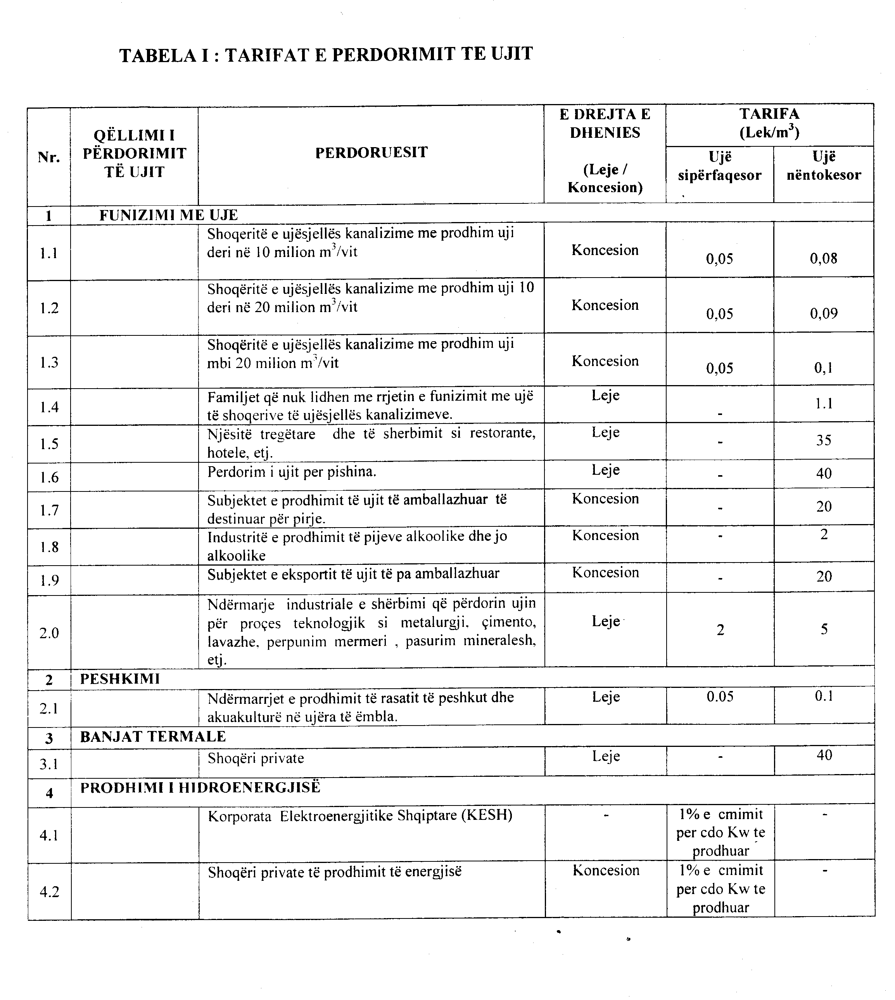 TABELA I : TARIFAT E PERDORIMIT TE UJIT
Nr.
QËLLIMI I
PËRDORIMIT
TË UJIT
PERDORUESIT
E DREJTA E
DHENIES
(Leje /
Koncesion)
TARIFA
(Lek/m³)
Ujë
sipërfaqesor
Ujë
nëntokesor
1 FUNIZIMI ME UJE
1.1
Shoqeritë e ujësjellës kanalizime me prodhim uji
deri në 10 milion m³/vit
Koncesion
0,05
0,08
1.2
Shoqëritë e ujësjellës kanalizime me prodhim uji 10
deri në 20 milion m³/vit
Koncesion
0,05
0,09
1.3
Shoqëritë e ujësjellës kanalizime me prodhim uji
mbi 20 milion m³/vit
Koncesion
0,05
0,1
1.4
Familjet që nuk lidhen me rrjetin e funizimit me ujë
të shoqerive të ujësjellës kanalizimeve.
Leje
-
1.1
1.5
Njësitë tregëtare dhe të sherbimit si restorante,
hotele, etj.
Leje
-
35
1.6
Perdorim i ujit per pishina.
Leje
-
40
1.7
Subjektet e prodhimit të ujit të amballazhuar të
destinuar për pirje.
Koncesion
-
20
1.8
Industritë e prodhimit të pijeve alkoolike dhe jo
alkoolike
Koncesion
-
2
1.9
Subjektet e eksportit të ujit të pa amballazhuar
Koncesion
-
20
2.0
Ndërmarje industriale e shërbimi që përdorin ujin
për proçes teknologjik si metalurgji, çimento,
lavazhe, perpunim mermeri , pasurim mineralesh,
etj.
Leje
2
5
2 PESHKIMI
2.1
Ndërmarrjet e prodhimit të rasatit të peshkut dhe
akuakulturë në ujëra të ëmbla.
Leje
0.05
0.1
3 BANJAT TERMALE
3.1
Shoqëri private
Leje
-
40
4 PRODHIMI I HIDROENERGJISË
4.1
Korporata Elektroenergjitike Shqiptare (KESH)
-
1% e cmimit
per cdo Kw te
prodhuar
-
4.2
Shoqëri private të prodhimit të energjisë
Koncesion
1% e cmimit
per cdo Kw te
prodhuar
-